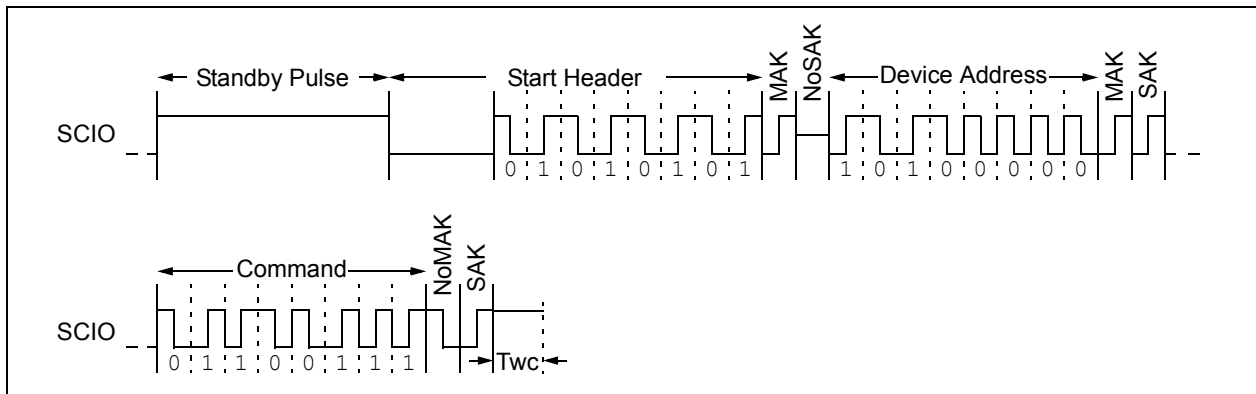 Standby Pulse
Start Header
MAK
NoSAK
Device Address
MAK
SAK
SCIO
0 1 0 1 0 1 0 1
1 0 1 0 0 0 0 0
Command
NoMAK
SAK
SCIO
0 1 1 0 0 1 1 1
Twc